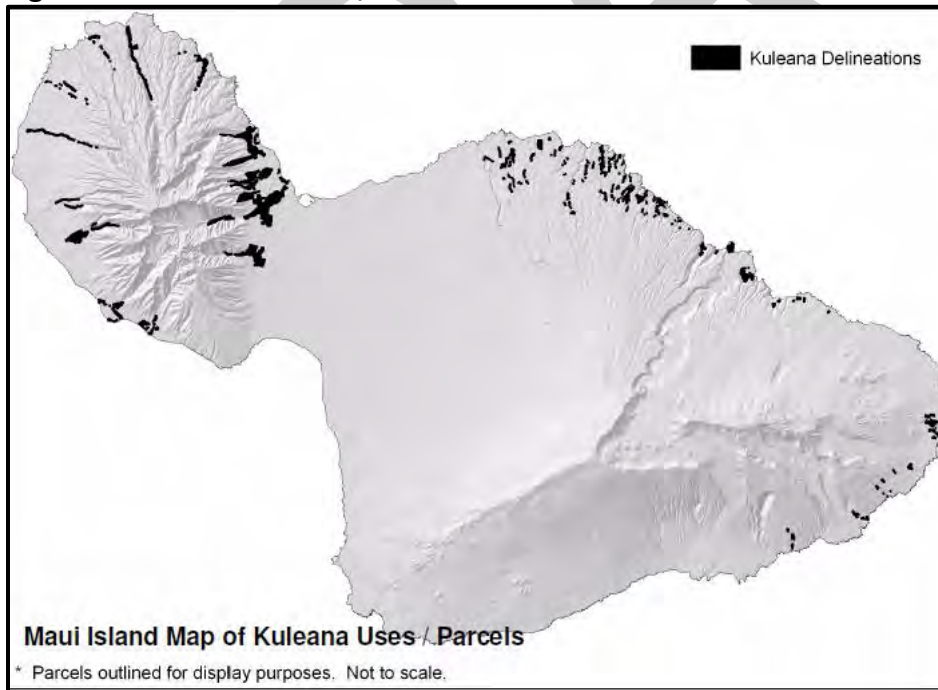 Kuleana Delineations
Maui Island Map of Kuleana Uses / Parcels
* Parcels outlined for display purposes. Not to scale.